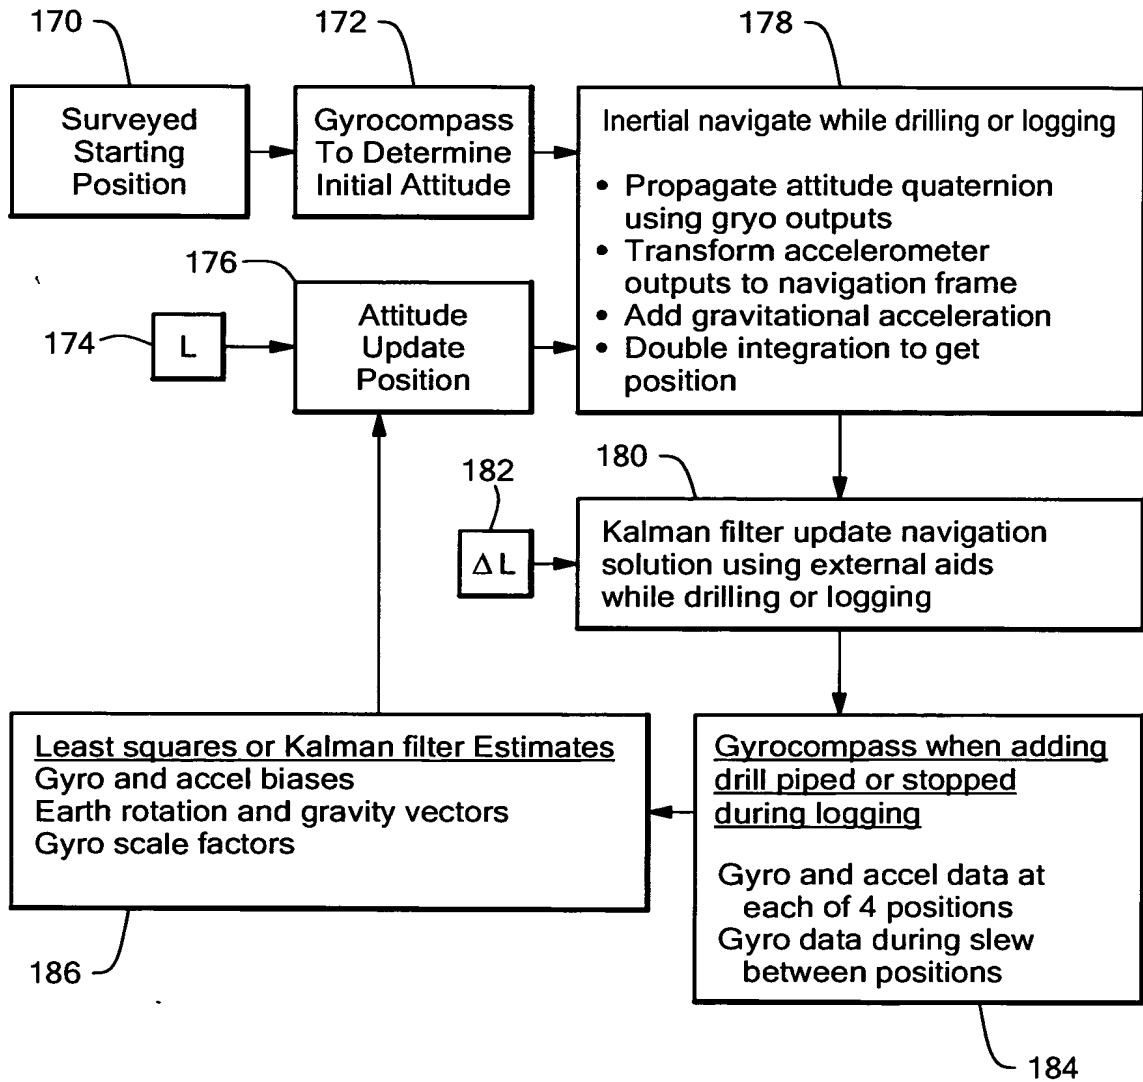 170
172
178
Surveyed
Starting
Position
Gyrocompass
To Determine
Initial Attitude
Inertial navigate while drilling or logging
• Propagate attitude quaternion
using gryo outputs
• Transform accelerometer
outputs to navigation frame
• Add gravitational acceleration
• Double integration to get
position
176
174
L
Attitude
Update
Position
182
180
Δ L
Kalman filter update navigation
solution using external aids
while drilling or logging
Least squares or Kalman filter Estimates
Gyro and accel biases
Earth rotation and gravity vectors
Gyro scale factors
186
Gyrocompass when adding
drill piped or stopped
during logging
Gyro and accel data at
each of 4 positions
Gyro data during slew
between positions
184